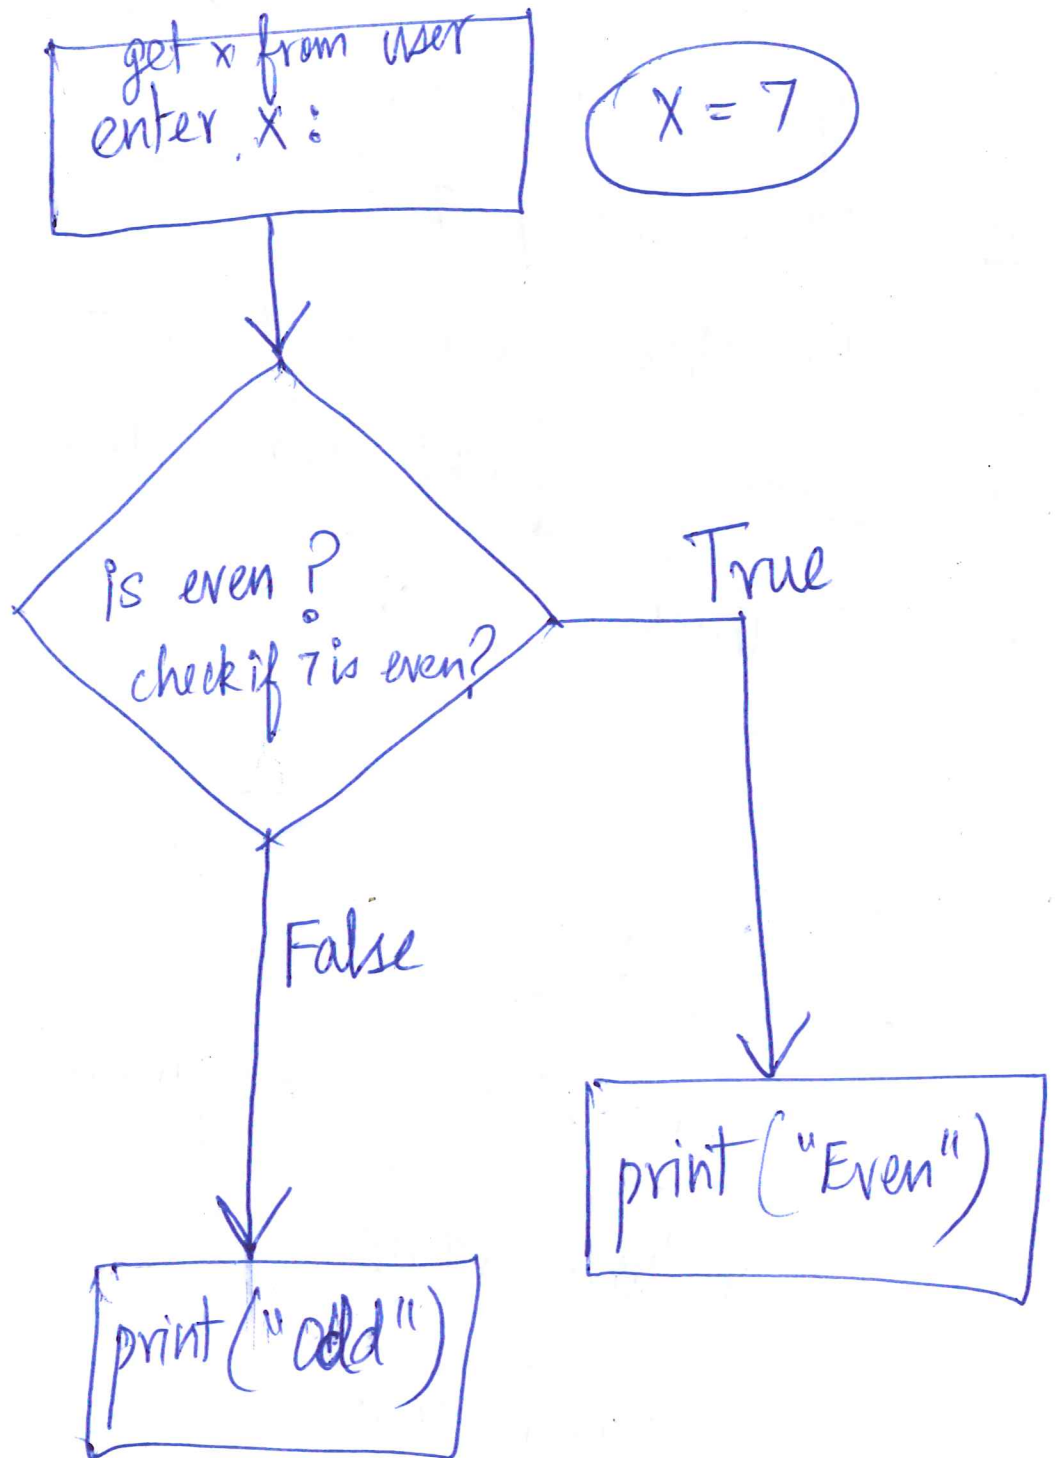 get x from user
enter x :
X = 7
is even ?
check if 7 is even?
True
False
print ("Even")
print ("odd")